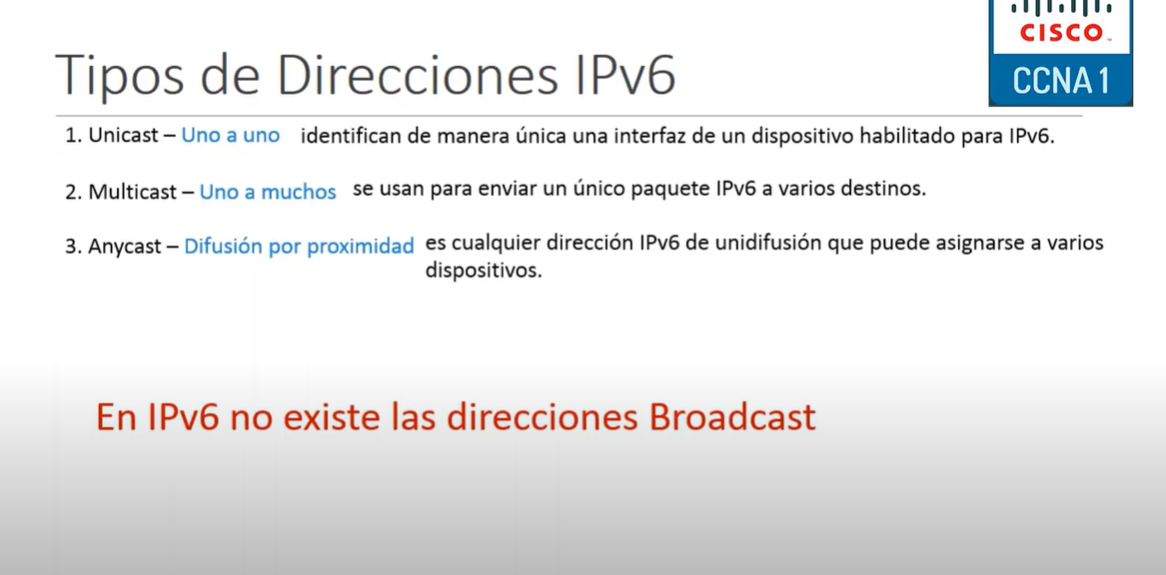 CISCO
CCNA 1
Tipos de Direcciones IPv6
1. Unicast – Uno a uno identifican de manera única una interfaz de un dispositivo habilitado para IPv6.
2. Multicast – Uno a muchos se usan para enviar un único paquete IPv6 a varios destinos.
3. Anycast – Difusión por proximidad es cualquier dirección IPv6 de unidifusión que puede asignarse a varios
dispositivos.
En IPv6 no existe las direcciones Broadcast